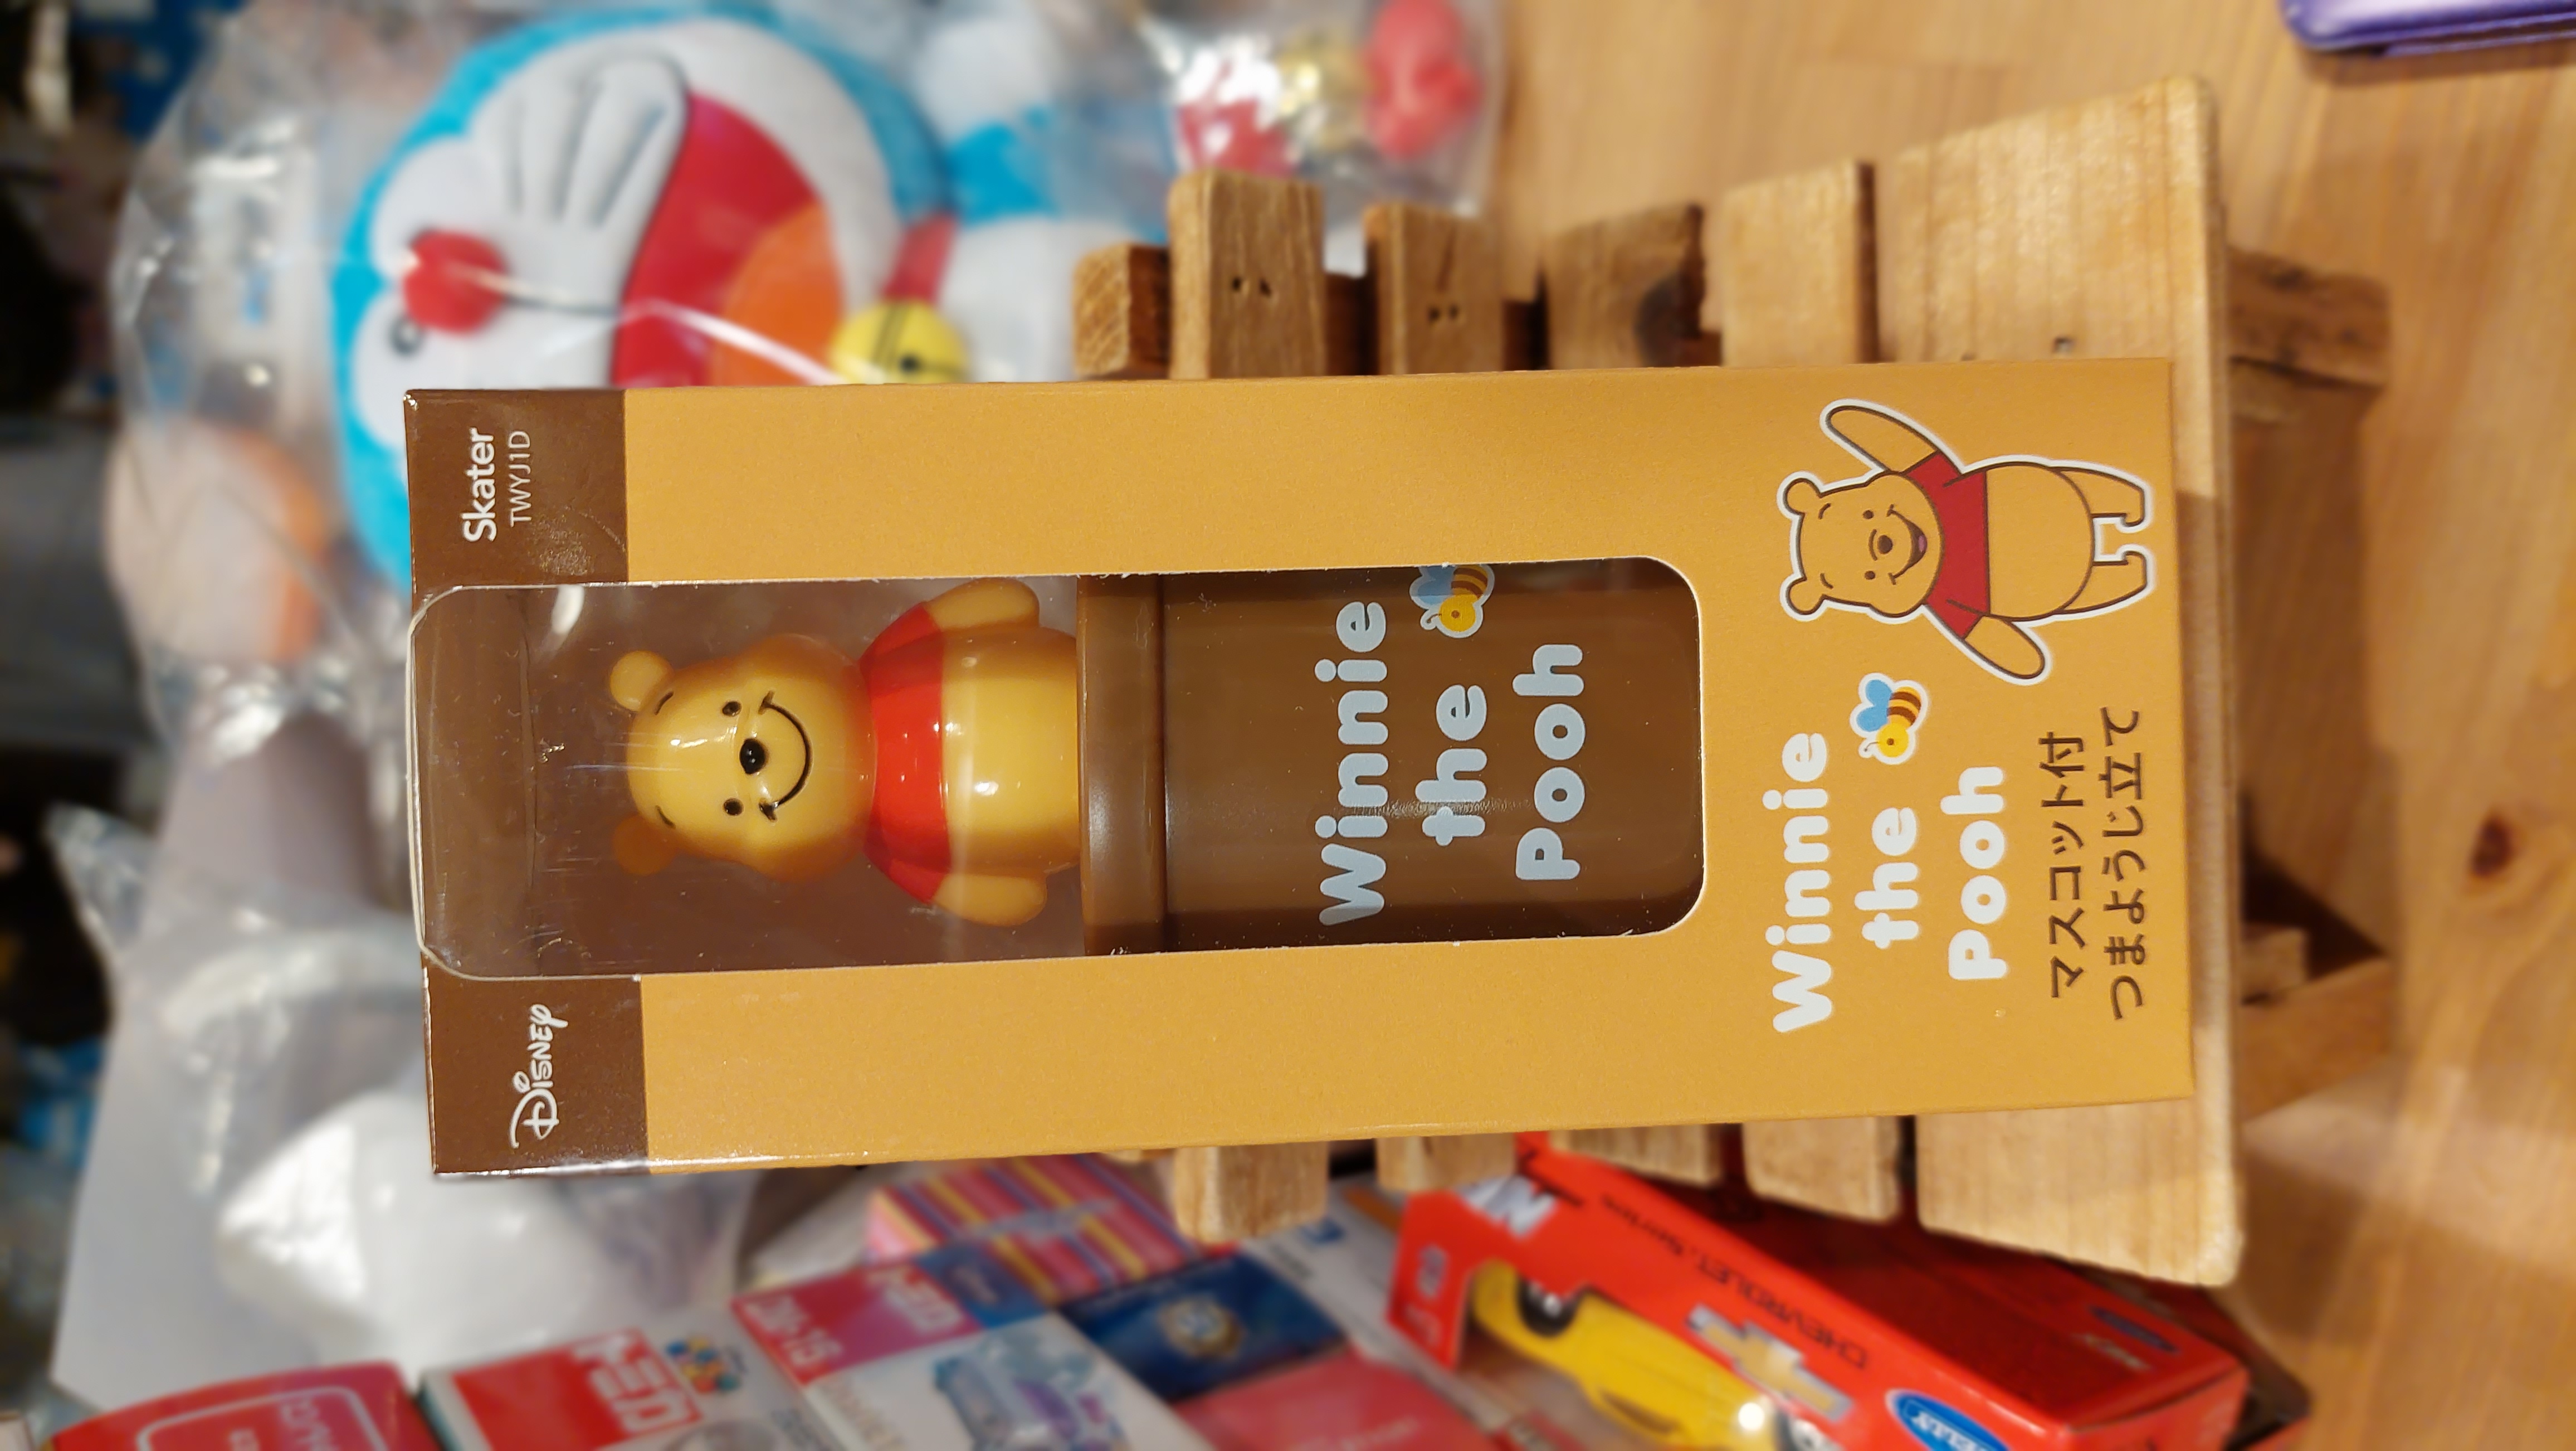 Disney
Skater
TWYJ1D
Winnie
the
Pooh
Winnie
the
Pooh
マスコット付
つまようじ立て
CHEVROLET